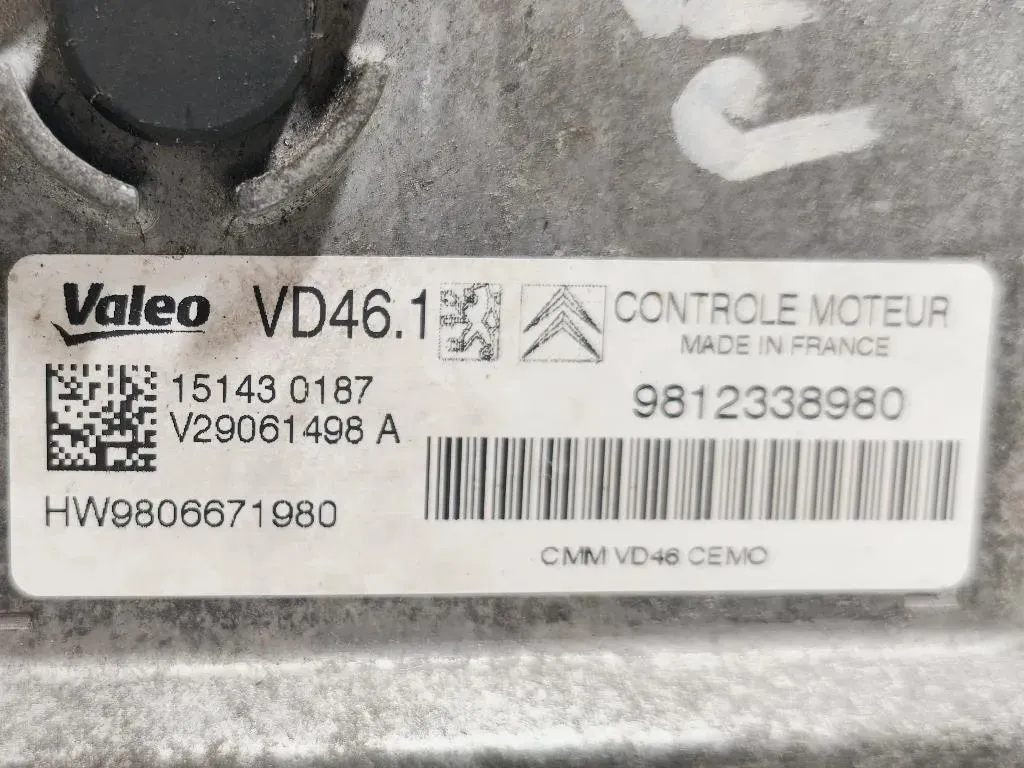 Valeo VD46.1
CONTROLE MOTEUR
MADE IN FRANCE
15143 0187
V29061498 A
9812338980
HW9806671980
CMM VD46 CEMO